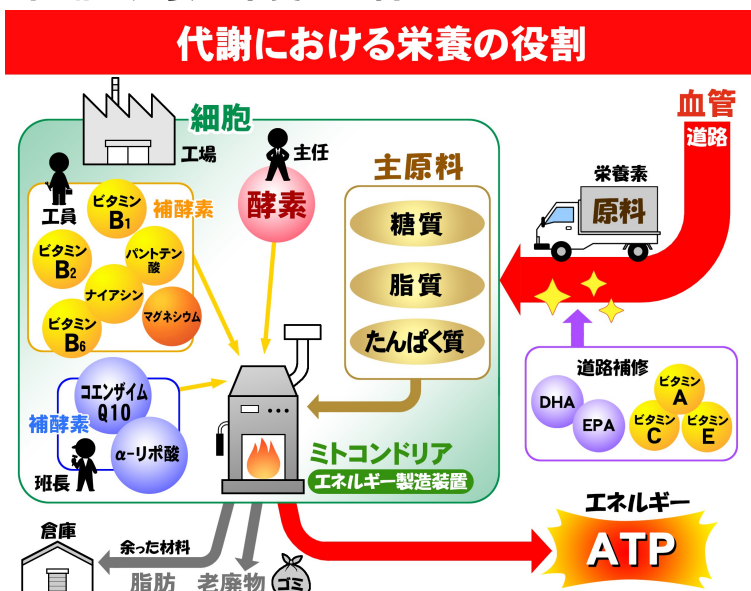 代謝における栄養の役割
血管
道路
細胞
工場
主任
酵素
主原料
糖質
脂質
たんぱく質
栄養素
原料
工員
補酵素
ビタミン
B1
ビタミン
B2
パントテン
酸
ナイアシン
マグネシウム
ビタミン
B6
コエンザイム
Q10
補酵素
α-リポ酸
班長
ミトコンドリア
エネルギー製造装置
道路補修
DHA
EPA
ビタミン
A
ビタミン
C
ビタミン
E
エネルギー
ATP
倉庫
余った材料
脂肪
老廃物
ゴミ